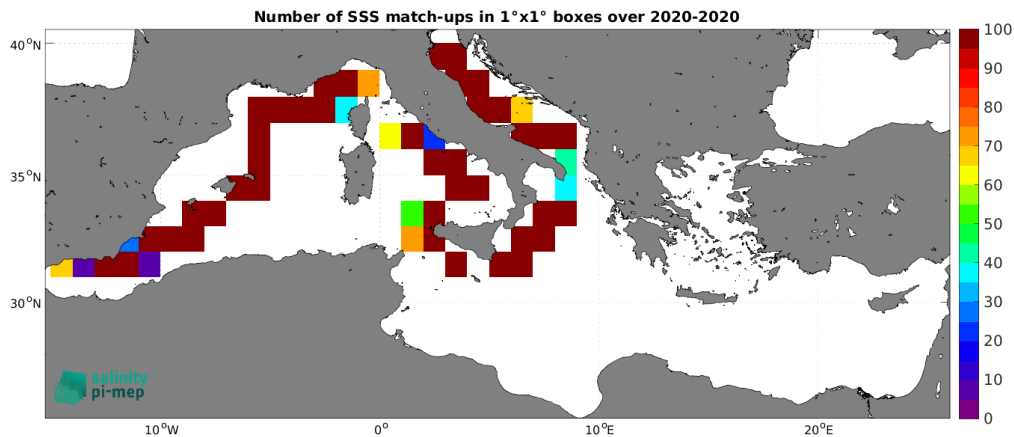 Number of SSS match-ups in 1°x1° boxes over 2020-2020
40°N
35°N
30°N
10°W
0°
10°E
20°E
100
90
80
70
60
50
40
30
20
10
0
salinity
pi-mep